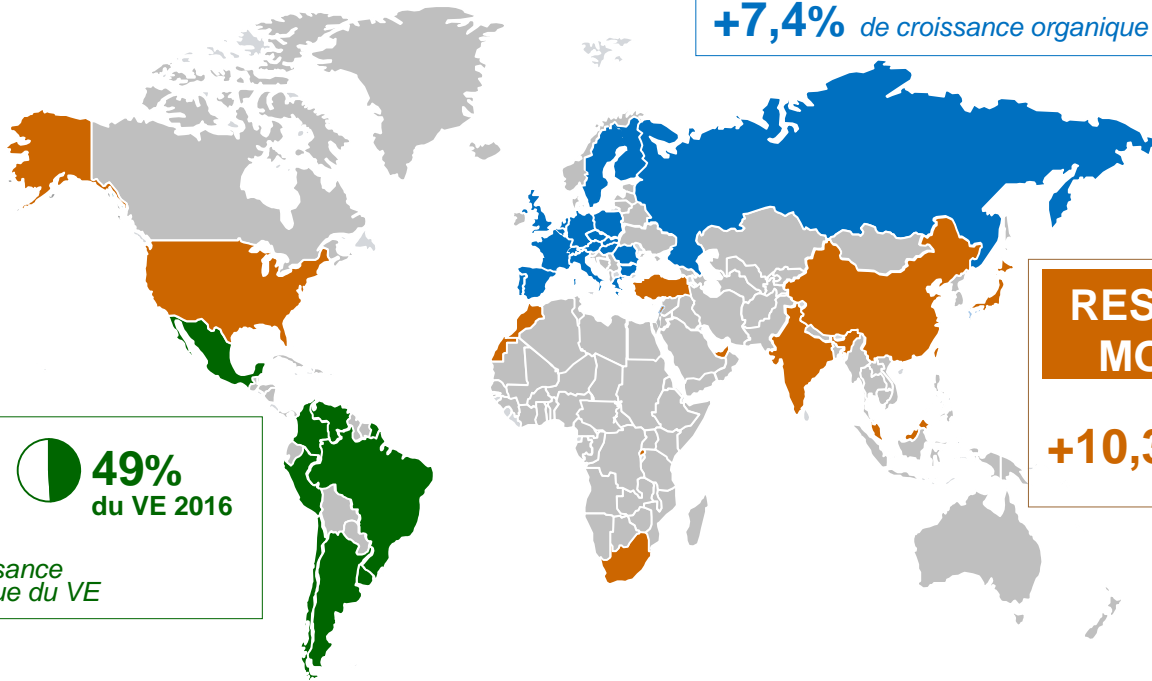 +7,4% de croissance organique
RES
MO
+10,3
49%
du VE 2016
sance
ue du VE